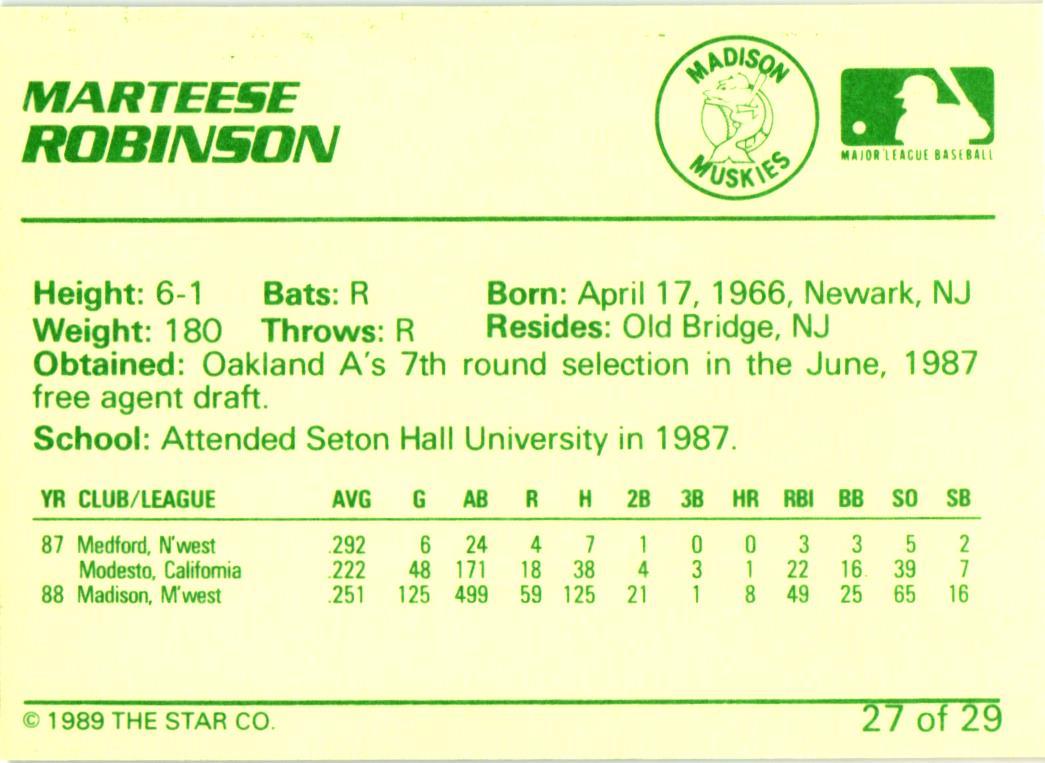 MARTEESE
ROBINSON
MADISON
MUSKIES
MAJOR LEAGUE BASEBALL
Height: 6-1 Bats: R Born: April 17, 1966, Newark, NJ
Weight: 180 Throws: R Resides: Old Bridge, NJ
Obtained: Oakland A's 7th round selection in the June, 1987
free agent draft.
School: Attended Seton Hall University in 1987.
YR CLUB/LEAGUE AVG G AB R H 2B 3B HR RBI BB SO SB
87 Medford, N'west .292 6 24 4 7 1 0 0 3 3 5 2
Modesto, California .222 48 171 18 38 4 3 1 22 16 39 7
88 Madison, M'west .251 125 499 59 125 21 1 8 49 25 65 16
© 1989 THE STAR CO. 27 of 29